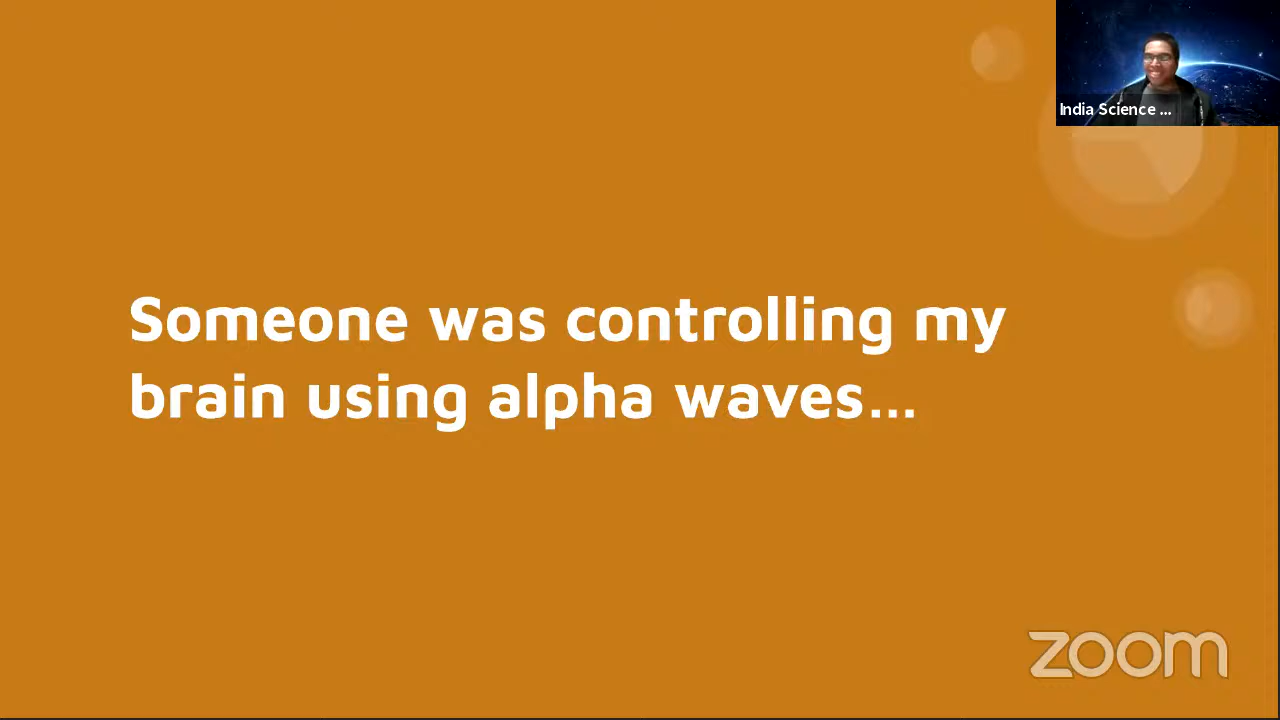 India Science ...
Someone was controlling my
brain using alpha waves...
zoom